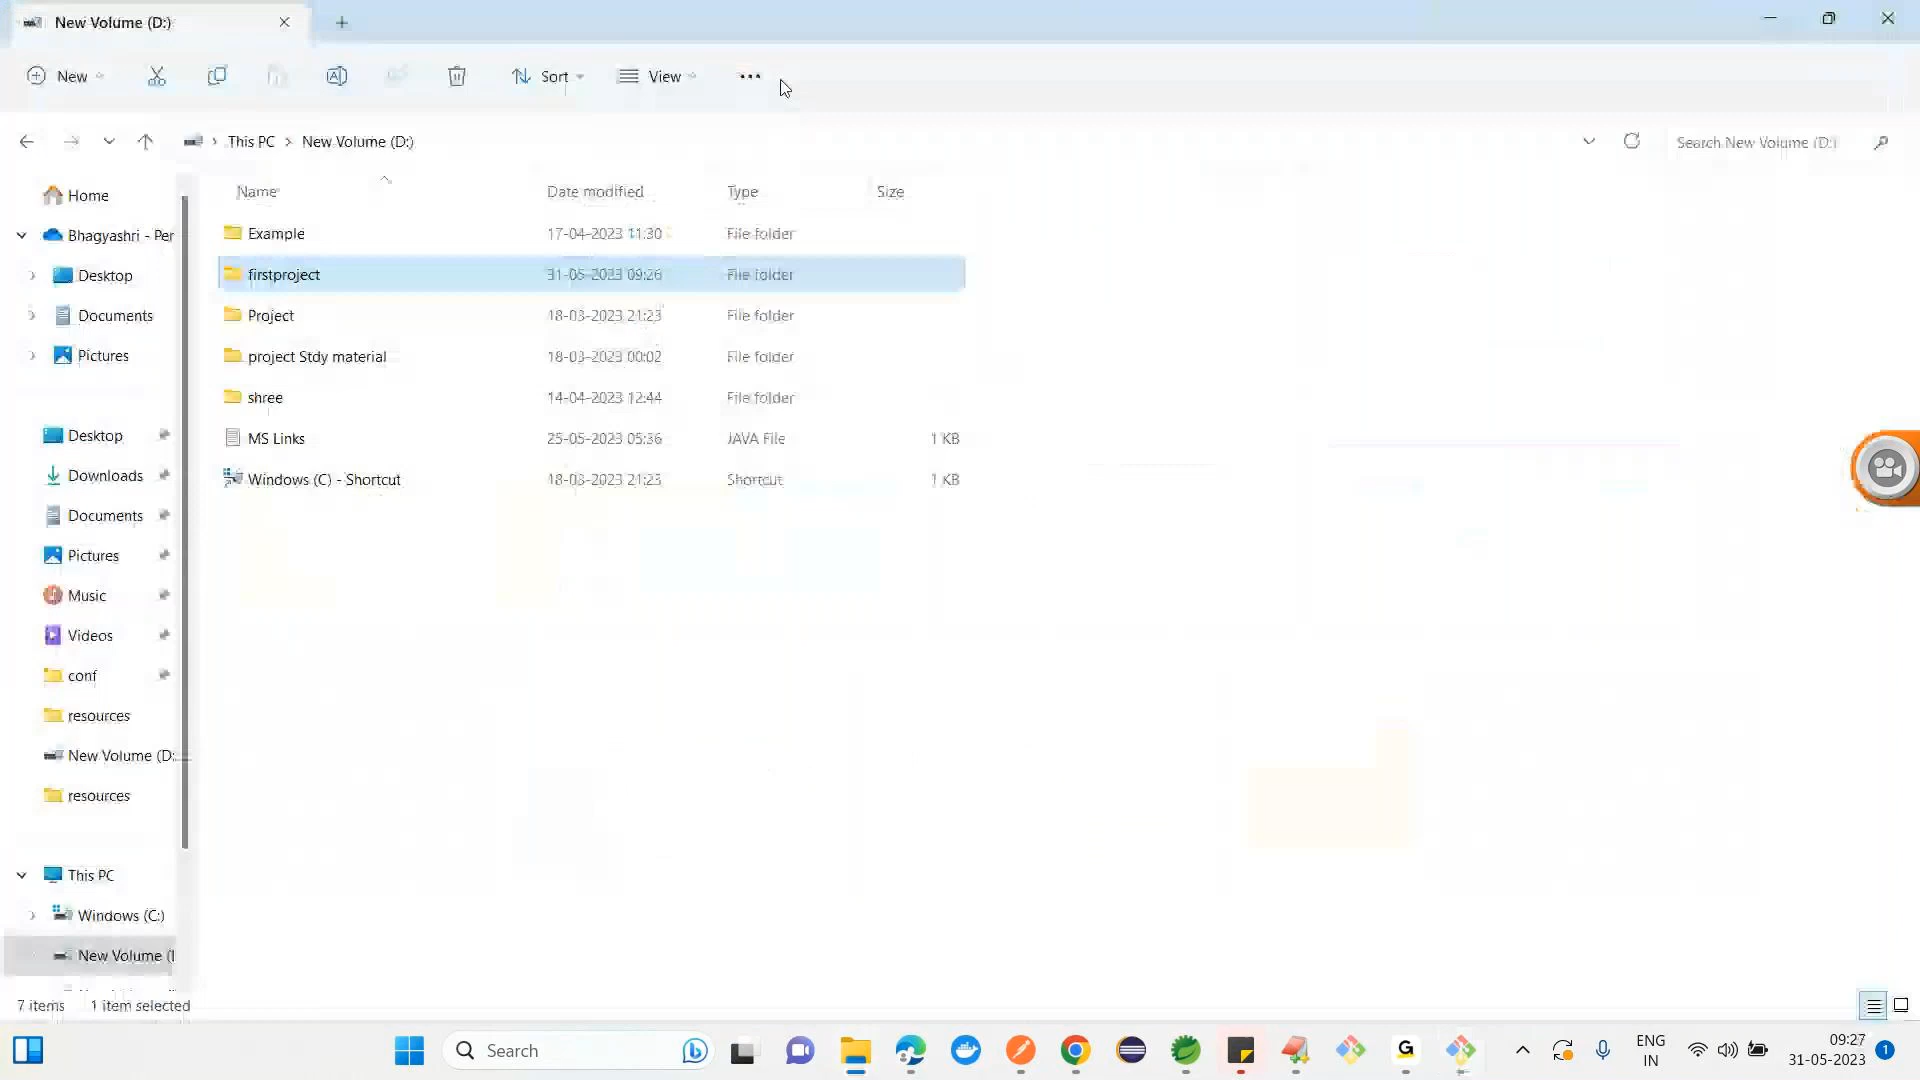 New Volume (D:)
New
Sort
View
This PC
New Volume (D:)
Search New Volume (D:)
Home
Bhagyashri - Per
Desktop
Documents
Pictures
Desktop
Downloads
Documents
Pictures
Music
Videos
conf
resources
New Volume (D:
resources
This PC
Windows (C:)
New Volume (
Name Date modified Type Size
Example 17-04-2023 11:30 File folder
firstproject 31-05-2023 09:26 File folder
Project 18-03-2023 21:23 File folder
project Stdy material 18-03-2023 00:02 File folder
shree 14-04-2023 12:44 File folder
MS Links 25-05-2023 05:36 JAVA File 1 KB
Windows (C) - Shortcut 18-03-2023 21:23 Shortcut 1 KB
7 items 1 item selected
Search
ENG
IN
09:27
31-05-2023
1